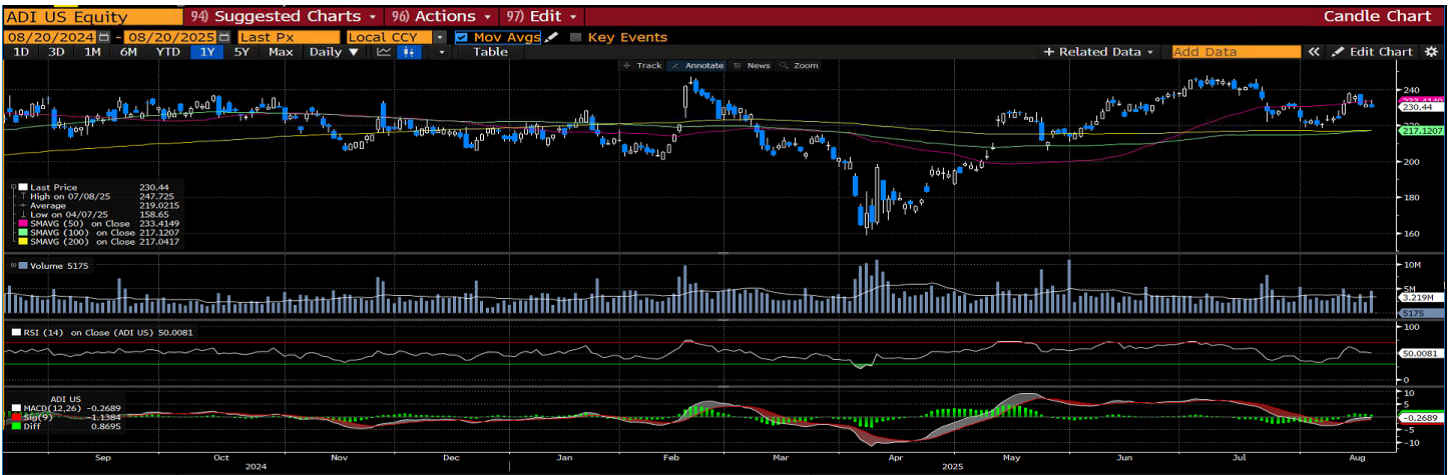 ADI US Equity 94) Suggested Charts 96) Actions 97) Edit Candle Chart
08/20/2024 - 08/20/2025 Last Px Local CCY Mov Avgs Key Events
1D 3D 1M 6M YTD 1Y 5Y Max Daily ▼ Table + Related Data Add Data « Edit Chart
Track Annotate News Zoom
240
230.44
220
217.1207
200
180
160
Last Price 230.44
High on 07/08/25 247.725
Average 219.0215
Low on 04/07/25 158.65
SMAVG (50) on Close 233.4149
SMAVG (100) on Close 217.1207
SMAVG (200) on Close 217.0417
Volume 5175
10M
5M
3.219M
5175
RSI (14) on Close (ADI US) 50.0081
100
50.0081
0
ADI US
MACD(12,26) -0.2689
Sig(9) -1.1384
Diff 0.8695
10
5
-0.2689
-5
-10
Sep Oct Nov Dec Jan Feb Mar Apr May Jun Jul Aug
2024 2025